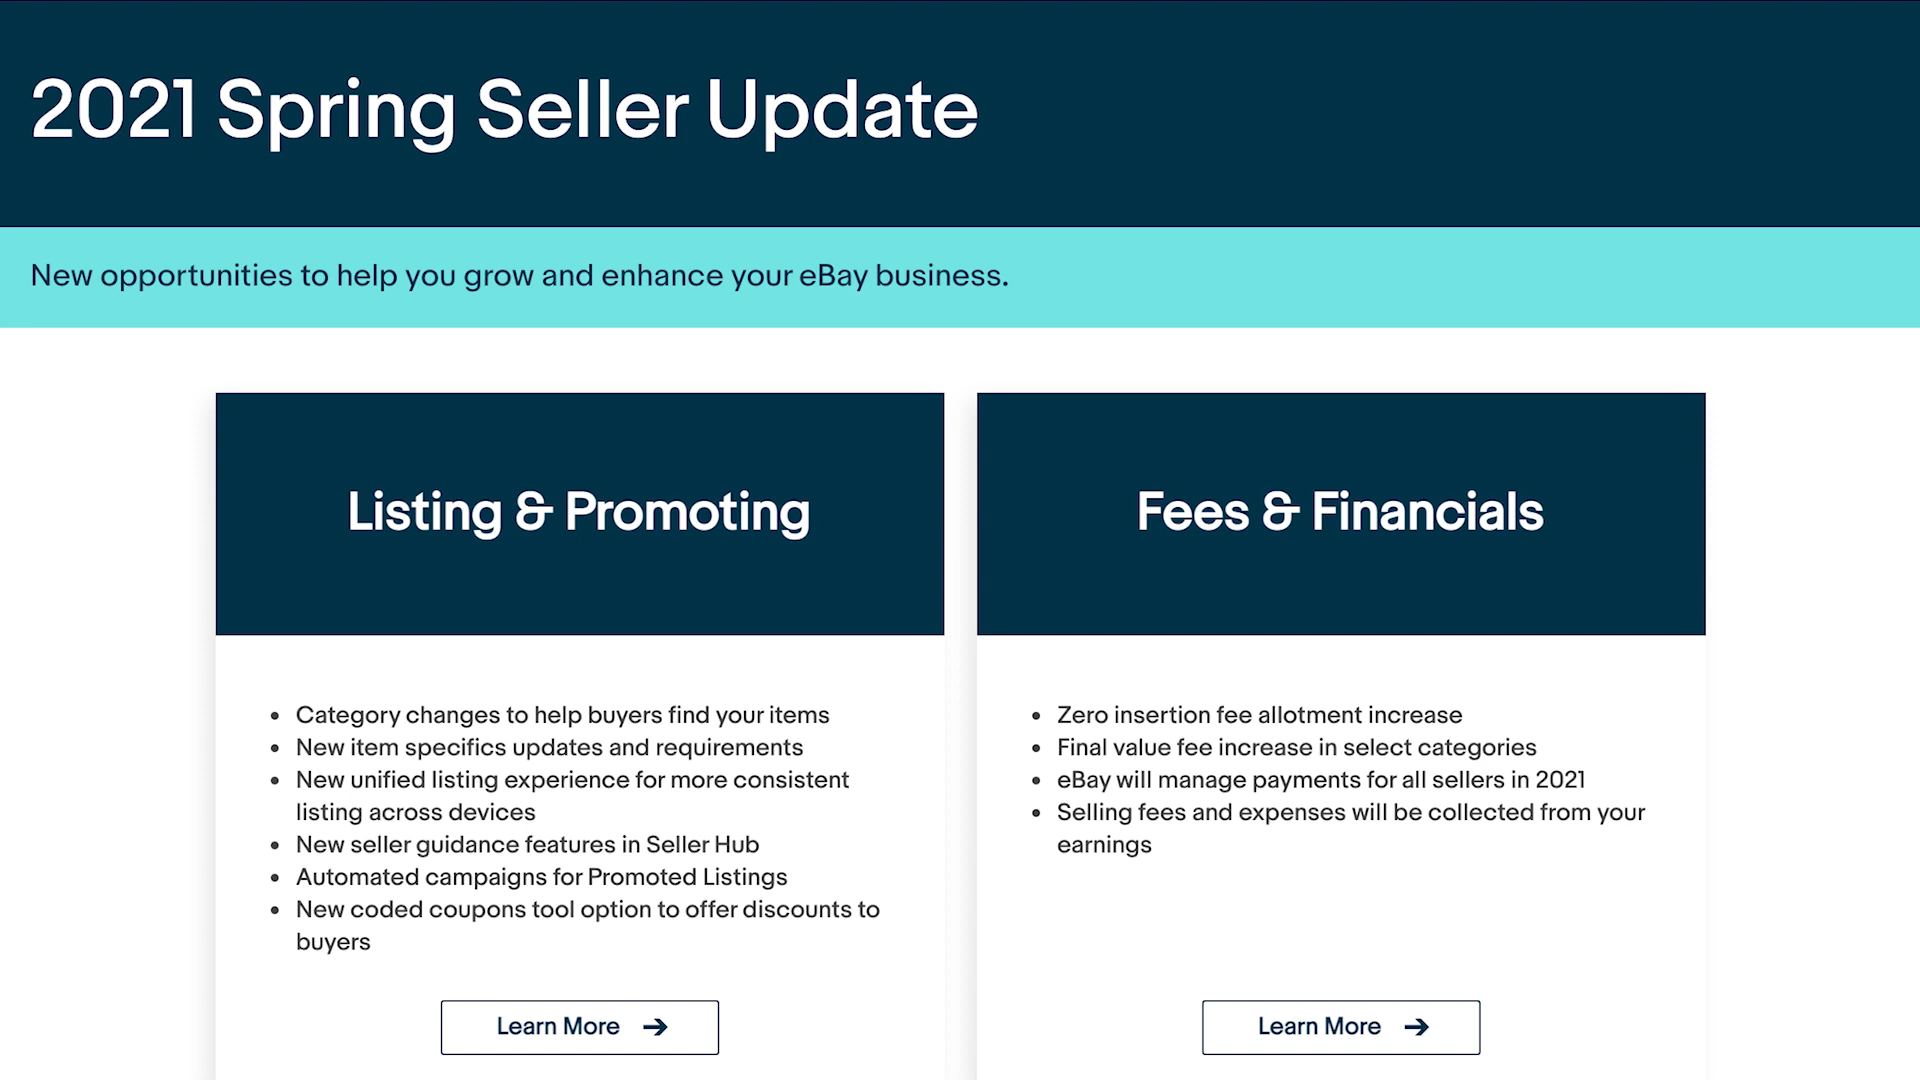 2021 Spring Seller Update
New opportunities to help you grow and enhance your eBay business.
Listing & Promoting
• Category changes to help buyers find your items
• New item specifics updates and requirements
• New unified listing experience for more consistent
listing across devices
• New seller guidance features in Seller Hub
• Automated campaigns for Promoted Listings
• New coded coupons tool option to offer discounts to
buyers
Learn More →
Fees & Financials
• Zero insertion fee allotment increase
• Final value fee increase in select categories
• eBay will manage payments for all sellers in 2021
• Selling fees and expenses will be collected from your
earnings
Learn More →